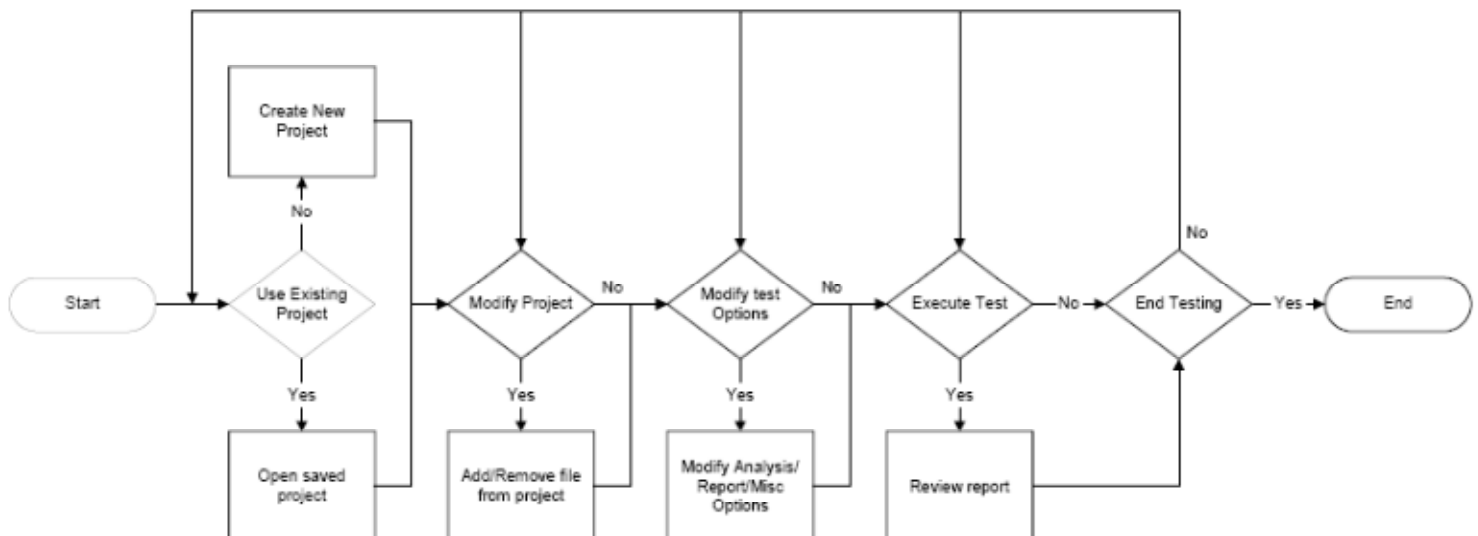 Create New
Project
No
No
Start
Use Existing
Project
Modify Project
No
Modify test
Options
No
Execute Test
No
End Testing
Yes
End
Yes
Yes
Yes
Yes
Open saved
project
Add/Remove file
from project
Modify Analysis/
Report/Misc
Options
Review report